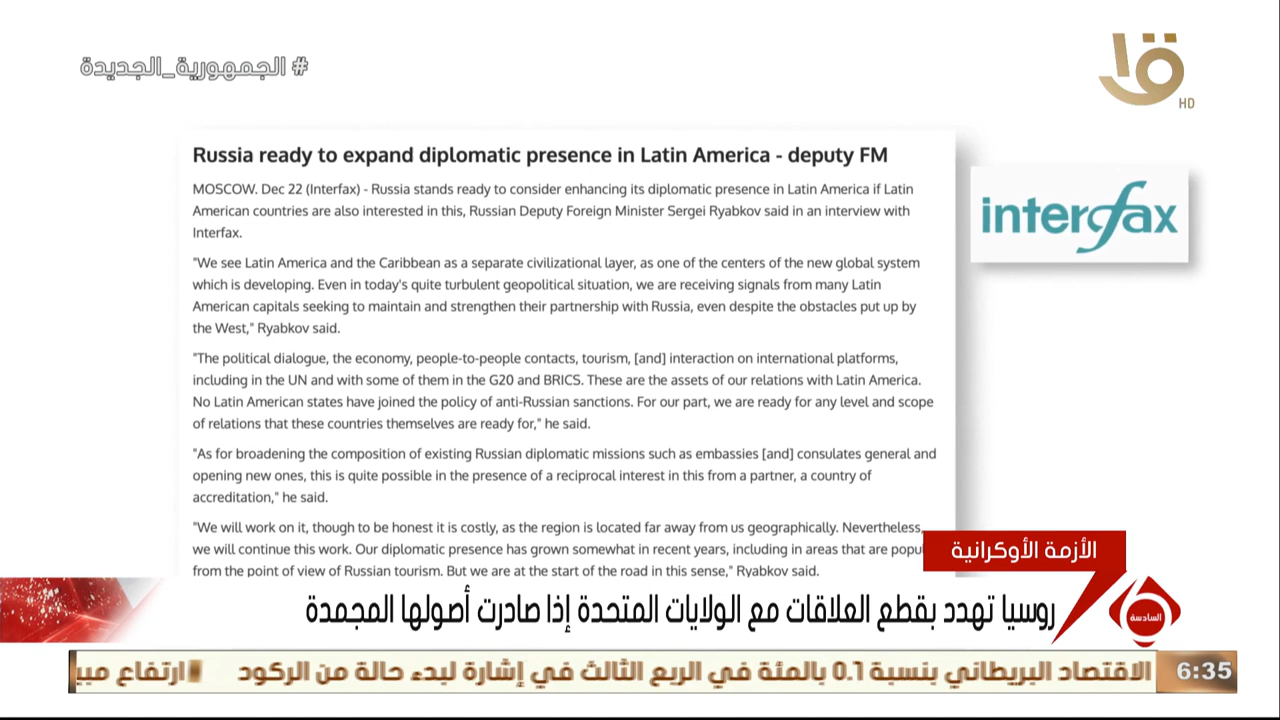 # الجمهورية_الجديدة
HD
Russia ready to expand diplomatic presence in Latin America - deputy FM
MOSCOW. Dec 22 (Interfax) - Russia stands ready to consider enhancing its diplomatic presence in Latin America if Latin
American countries are also interested in this, Russian Deputy Foreign Minister Sergei Ryabkov said in an interview with
Interfax.
"We see Latin America and the Caribbean as a separate civilizational layer, as one of the centers of the new global system
which is developing. Even in today's quite turbulent geopolitical situation, we are receiving signals from many Latin
American capitals seeking to maintain and strengthen their partnership with Russia, even despite the obstacles put up by
the West," Ryabkov said.
"The political dialogue, the economy, people-to-people contacts, tourism, [and] interaction on international platforms,
including in the UN and with some of them in the G20 and BRICS. These are the assets of our relations with Latin America.
No Latin American states have joined the policy of anti-Russian sanctions. For our part, we are ready for any level and scope
of relations that these countries themselves are ready for," he said.
"As for broadening the composition of existing Russian diplomatic missions such as embassies [and] consulates general and
opening new ones, this is quite possible in the presence of a reciprocal interest in this from a partner, a country of
accreditation," he said.
"We will work on it, though to be honest it is costly, as the region is located far away from us geographically. Nevertheless,
we will continue this work. Our diplomatic presence has grown somewhat in recent years, including in areas that are popu
from the point of view of Russian tourism. But we are at the start of the road in this sense," Ryabkov said.
interfax
الأزمة الأوكرانية
روسيا تهدد بقطع العلاقات مع الولايات المتحدة إذا صادرت أصولها المجمدة
السادسة
الاقتصاد البريطاني بنسبة 0.1 بالمئة في الربع الثالث في إشارة لبدء حالة من الركود ارتفاع
6:35